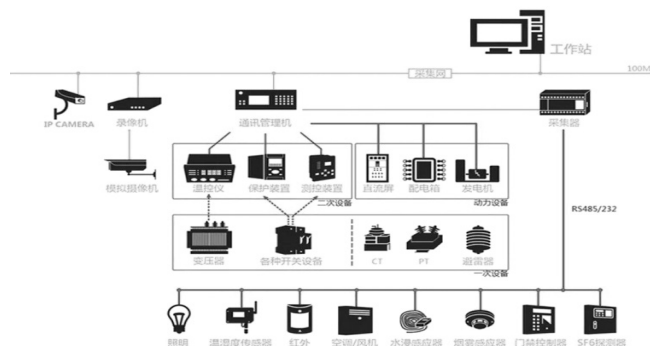 工作站
采集网
100M
IP CAMERA
录像机
通讯管理机
采集器
模拟摄像机
温控仪
保护装置
测控装置
二次设备
直流屏
配电箱
发电机
动力设备
RS485/232
变压器
各种开关设备
CT
PT
避雷器
一次设备
照明
温湿度传感器
红外
空调/风机
水浸感应器
烟雾感应器
门禁控制器
SF6探测器